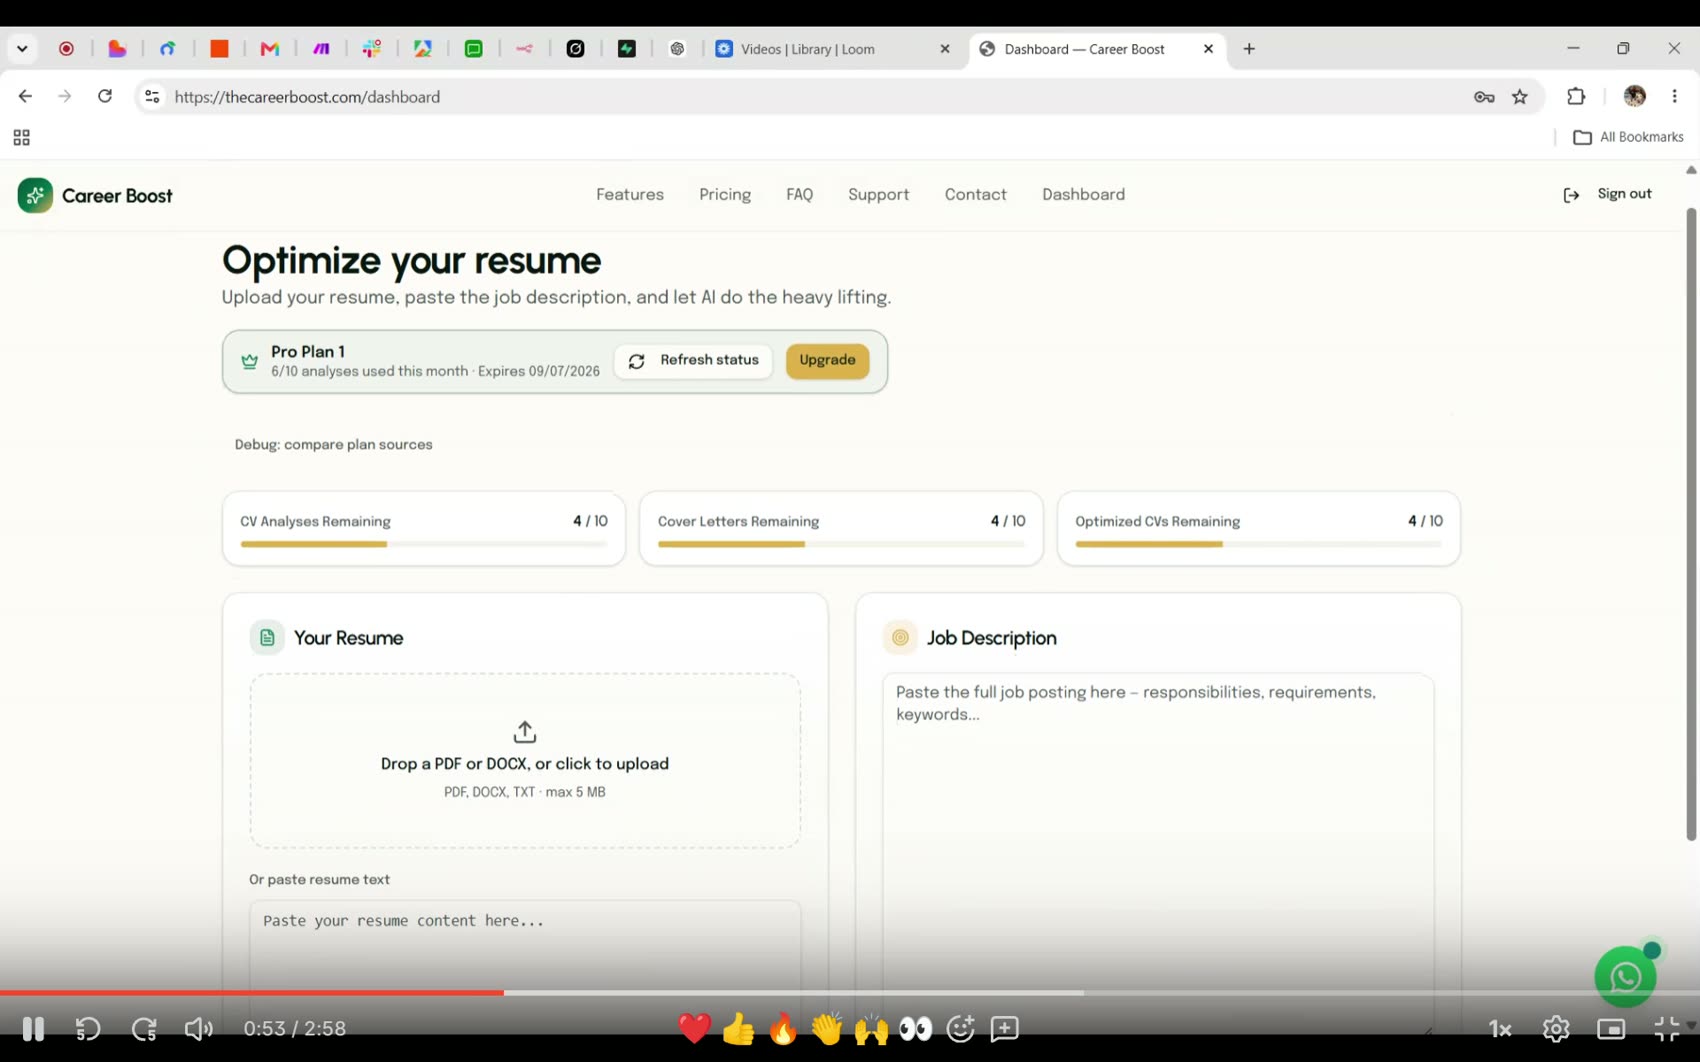 Videos | Library | Loom
Dashboard — Career Boost
https://thecareerboost.com/dashboard
All Bookmarks
Career Boost
Features
Pricing
FAQ
Support
Contact
Dashboard
Sign out
Optimize your resume
Upload your resume, paste the job description, and let AI do the heavy lifting.
Pro Plan 1
6/10 analyses used this month · Expires 09/07/2026
Refresh status
Upgrade
Debug: compare plan sources
CV Analyses Remaining
4 / 10
Cover Letters Remaining
4 / 10
Optimized CVs Remaining
4 / 10
Your Resume
Drop a PDF or DOCX, or click to upload
PDF, DOCX, TXT · max 5 MB
Or paste resume text
Paste your resume content here...
Job Description
Paste the full job posting here – responsibilities, requirements,
keywords...
5
5
0:53 / 2:58
1x